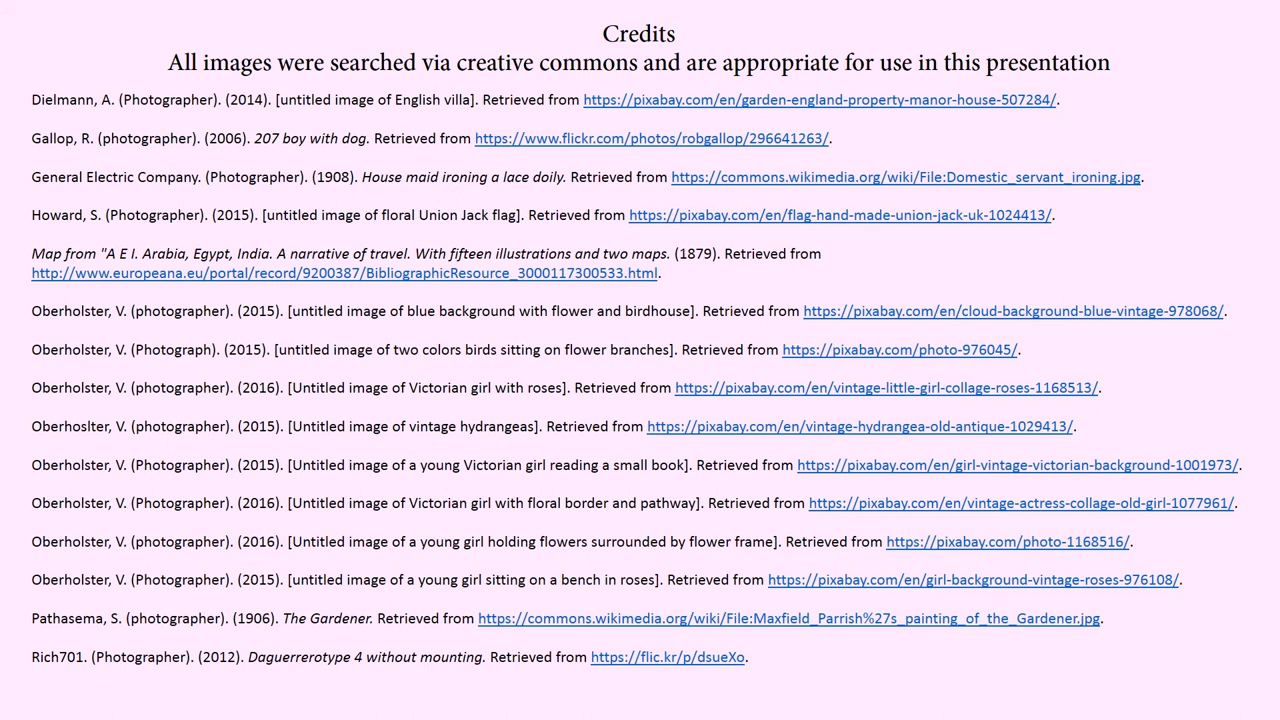 Credits
All images were searched via creative commons and are appropriate for use in this presentation
Dielmann, A. (Photographer). (2014). [untitled image of English villa]. Retrieved from https://pixabay.com/en/garden-england-property-manor-house-507284/.
Gallop, R. (photographer). (2006). 207 boy with dog. Retrieved from https://www.flickr.com/photos/robgallop/296641263/.
General Electric Company. (Photographer). (1908). House maid ironing a lace doily. Retrieved from https://commons.wikimedia.org/wiki/File:Domestic_servant_ironing.jpg.
Howard, S. (Photographer). (2015). [untitled image of floral Union Jack flag]. Retrieved from https://pixabay.com/en/flag-hand-made-union-jack-uk-1024413/.
Map from "A E I. Arabia, Egypt, India. A narrative of travel. With fifteen illustrations and two maps. (1879). Retrieved from
http://www.europeana.eu/portal/record/9200387/BibliographicResource_3000117300533.html.
Oberholster, V. (photographer). (2015). [untitled image of blue background with flower and birdhouse]. Retrieved from https://pixabay.com/en/cloud-background-blue-vintage-978068/.
Oberholster, V. (Photograph). (2015). [untitled image of two colors birds sitting on flower branches]. Retrieved from https://pixabay.com/photo-976045/.
Oberholster, V. (photographer). (2016). [Untitled image of Victorian girl with roses]. Retrieved from https://pixabay.com/en/vintage-little-girl-collage-roses-1168513/.
Oberhoslter, V. (Photographer). (2015). [Untitled image of vintage hydrangeas]. Retrieved from https://pixabay.com/en/vintage-hydrangea-old-antique-1029413/.
Oberholster, V. (Photographer). (2015). [Untitled image of a young Victorian girl reading a small book]. Retrieved from https://pixabay.com/en/girl-vintage-victorian-background-1001973/.
Oberholster, V. (Photographer). (2016). [Untitled image of Victorian girl with floral border and pathway]. Retrieved from https://pixabay.com/en/vintage-actress-collage-old-girl-1077961/.
Oberholster, V. (photographer). (2016). [Untitled image of a young girl holding flowers surrounded by flower frame]. Retrieved from https://pixabay.com/photo-1168516/.
Oberholster, V. (Photographer). (2015). [untitled image of a young girl sitting on a bench in roses]. Retrieved from https://pixabay.com/en/girl-background-vintage-roses-976108/.
Pathasema, S. (photographer). (1906). The Gardener. Retrieved from https://commons.wikimedia.org/wiki/File:Maxfield_Parrish%27s_painting_of_the_Gardener.jpg.
Rich701. (Photographer). (2012). Daguerrerotype 4 without mounting. Retrieved from https://flic.kr/p/dsueXo.